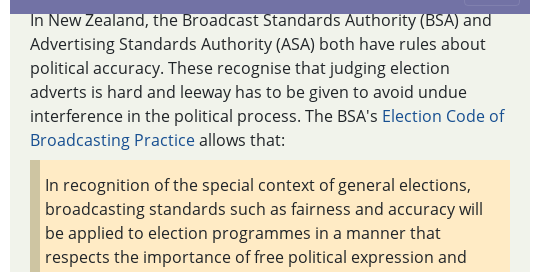 In New Zealand, the Broadcast Standards Authority (BSA) and
Advertising Standards Authority (ASA) both have rules about
political accuracy. These recognise that judging election
adverts is hard and leeway has to be given to avoid undue
interference in the political process. The BSA's Election Code of
Broadcasting Practice allows that:
In recognition of the special context of general elections,
broadcasting standards such as fairness and accuracy will
be applied to election programmes in a manner that
respects the importance of free political expression and